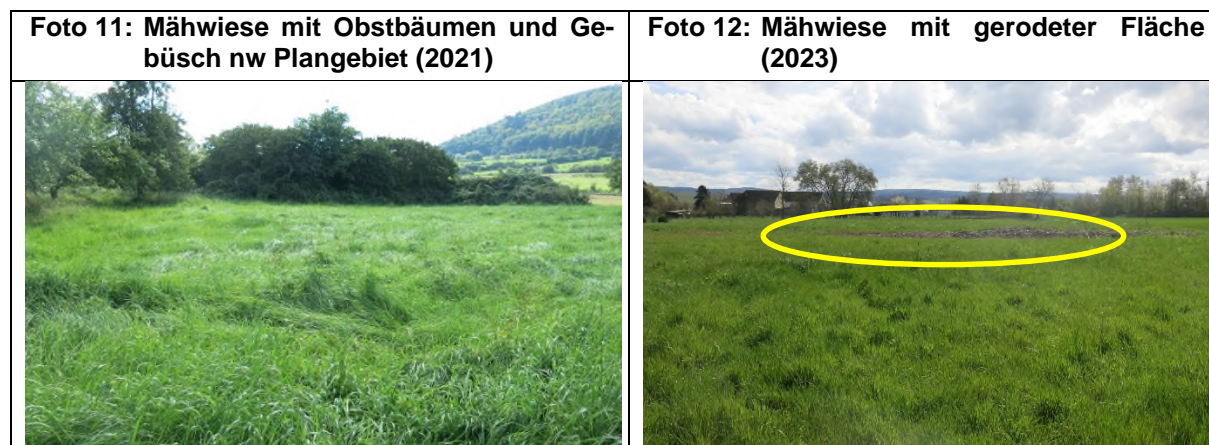 Foto 11: Mähwiese mit Obstbäumen und Ge-
büsch nw Plangebiet (2021)
Foto 12: Mähwiese mit gerodeter Fläche
(2023)